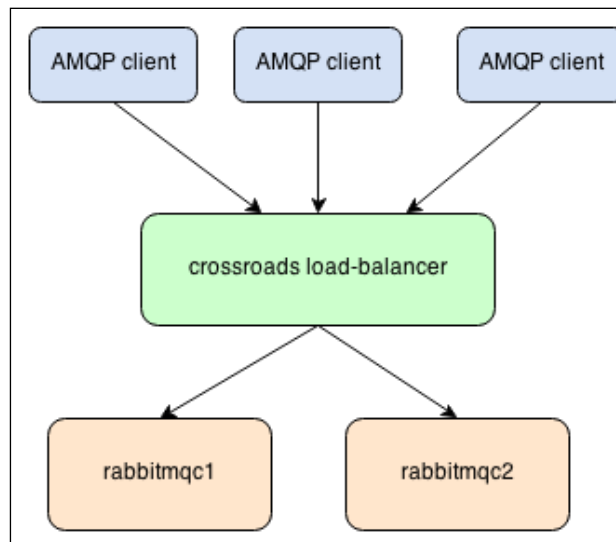 AMQP client
AMQP client
AMQP client
crossroads load-balancer
rabbitmqc1
rabbitmqc2